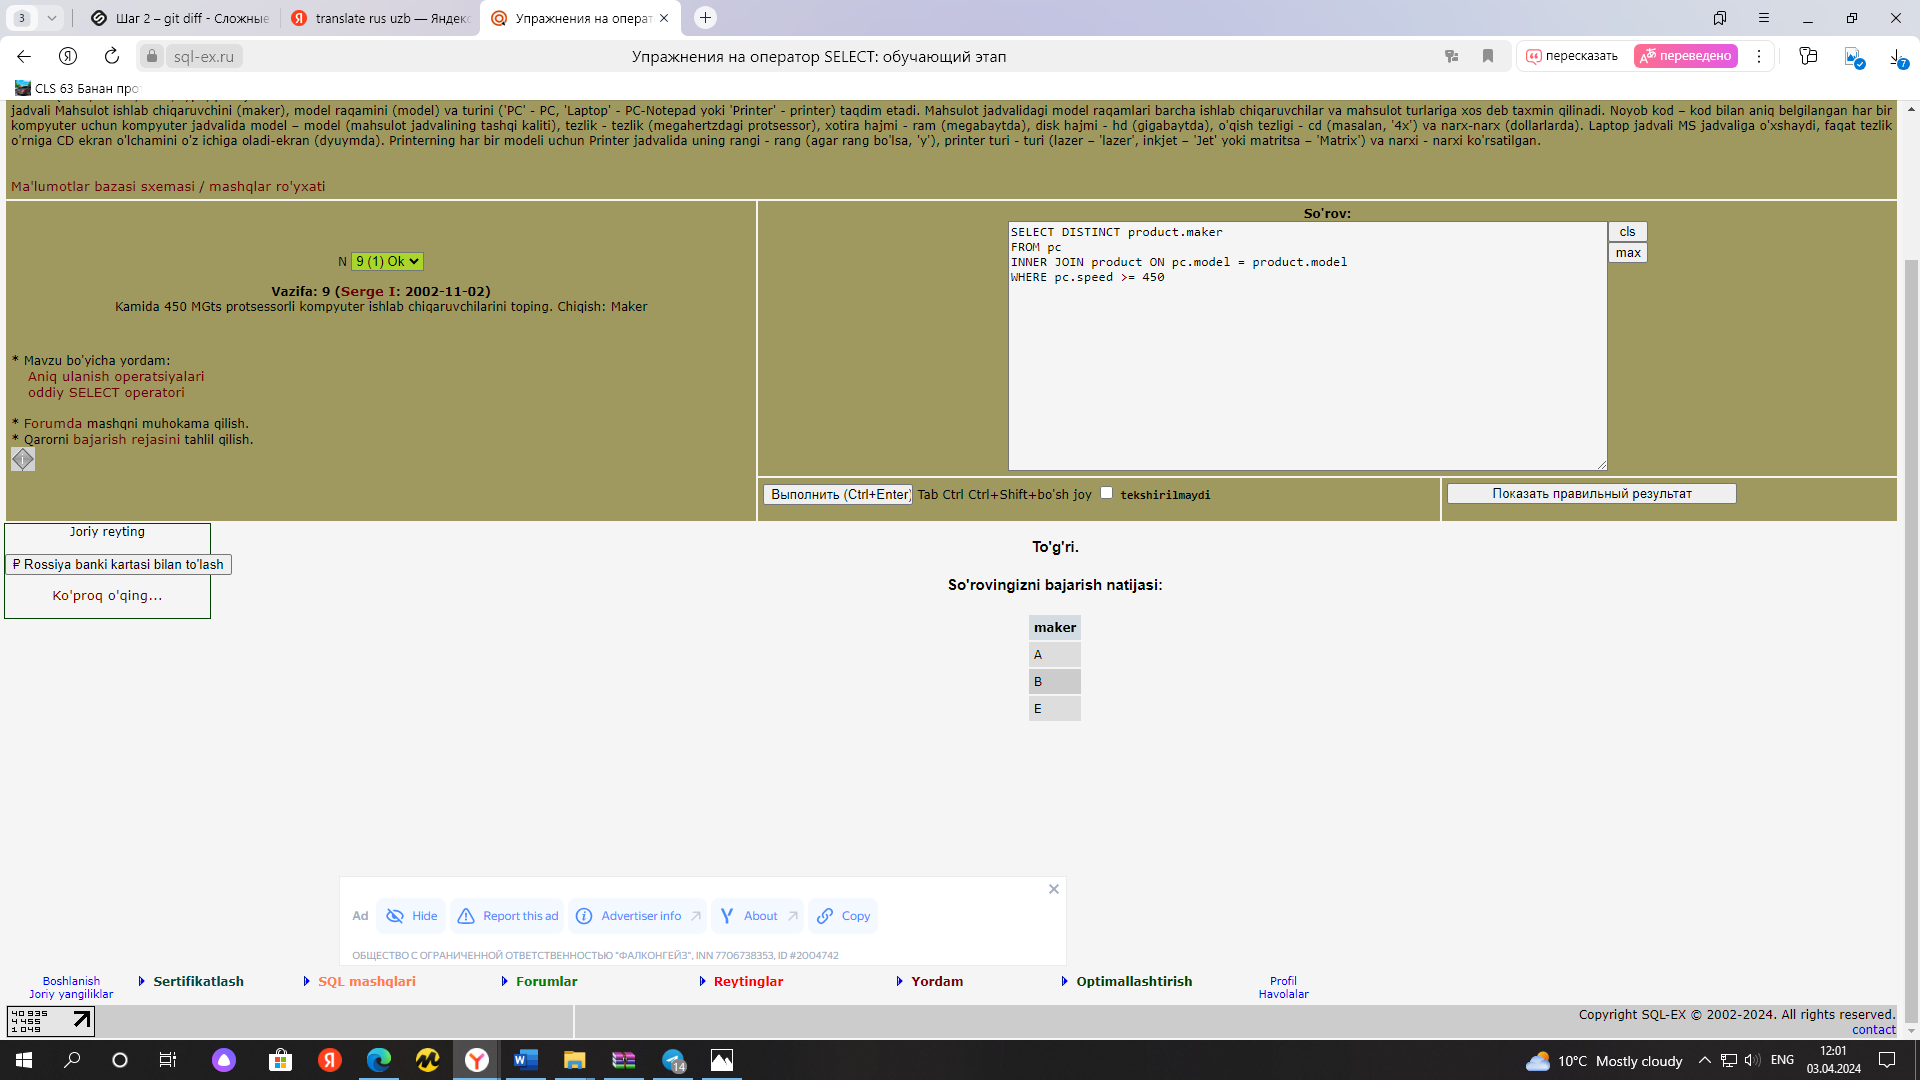 3
Шаг 2 – git diff - Сложные
translate rus uzb — Яндекс
Упражнения на операт
sql-ex.ru
Упражнения на оператор SELECT: обучающий этап
пересказать
переведено
7
CLS 63 Банан про
jadvali Mahsulot ishlab chiqaruvchini (maker), model raqamini (model) va turini ('PC' - PC, 'Laptop' - PC-Notepad yoki 'Printer' - printer) taqdim etadi. Mahsulot jadvalidagi model raqamlari barcha ishlab chiqaruvchilar va mahsulot turlariga xos deb taxmin qilinadi. Noyob kod – kod bilan aniq belgilangan har bir
kompyuter uchun kompyuter jadvalida model – model (mahsulot jadvalining tashqi kaliti), tezlik - tezlik (megahertzdagi protsessor), xotira hajmi - ram (megabaytda), disk hajmi - hd (gigabaytda), o'qish tezligi - cd (masalan, '4x') va narx-narx (dollarlarda). Laptop jadvali MS jadvaliga o'xshaydi, faqat tezlik
o'rniga CD ekran o'lchamini o'z ichiga oladi-ekran (dyuymda). Printerning har bir modeli uchun Printer jadvalida uning rangi - rang (agar rang bo'lsa, 'y'), printer turi - turi (lazer – 'lazer', inkjet – 'Jet' yoki matritsa – 'Matrix') va narxi - narxi ko'rsatilgan.
Ma'lumotlar bazasi sxemasi / mashqlar ro'yxati
N 9 (1) Ok
Vazifa: 9 (Serge I: 2002-11-02)
Kamida 450 MGts protsessorli kompyuter ishlab chiqaruvchilarini toping. Chiqish: Maker
* Mavzu bo'yicha yordam:
Aniq ulanish operatsiyalari
oddiy SELECT operatori
* Forumda mashqni muhokama qilish.
* Qarorni bajarish rejasini tahlil qilish.
So'rov:
SELECT DISTINCT product.maker
FROM pc
INNER JOIN product ON pc.model = product.model
WHERE pc.speed >= 450
cls
max
Выполнить (Ctrl+Enter) Tab Ctrl Ctrl+Shift+bo'sh joy tekshirilmaydi
Показать правильный результат
Joriy reyting
₽ Rossiya banki kartasi bilan to'lash
Ko'proq o'qing...
To'g'ri.
So'rovingizni bajarish natijasi:
maker
A
B
E
Ad
Hide
Report this ad
Advertiser info
About
Copy
ОБЩЕСТВО С ОГРАНИЧЕННОЙ ОТВЕТСТВЕННОСТЬЮ "ФАЛКОНГЕЙЗ", INN 7706738353, ID #2004742
Boshlanish
Joriy yangiliklar
Sertifikatlash
SQL mashqlari
Forumlar
Reytinglar
Yordam
Optimallashtirish
Profil
Havolalar
40 935
4 455
1 049
Copyright SQL-EX © 2002-2024. All rights reserved.
contact
14
10°C Mostly cloudy
ENG
12:01
03.04.2024